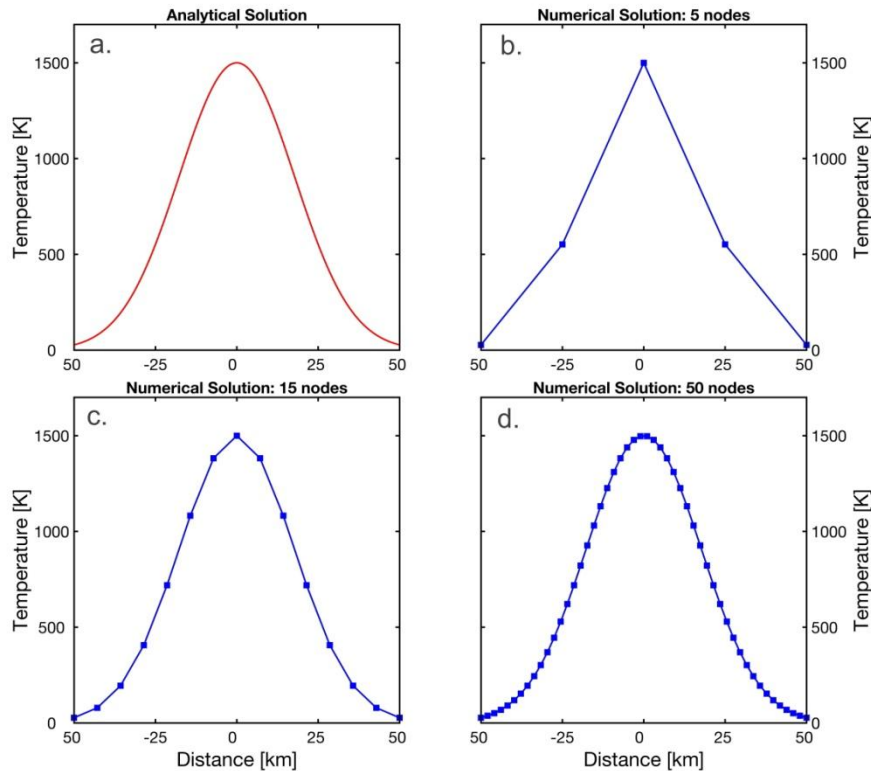 Analytical Solution
a.
1500
1000
500
0
Temperature [K]
50 -25 0 25 50
Numerical Solution: 5 nodes
b.
1500
1000
500
0
Temperature [K]
50 -25 0 25 50
Numerical Solution: 15 nodes
c.
1500
1000
500
0
Temperature [K]
50 -25 0 25 50
Distance [km]
Numerical Solution: 50 nodes
d.
1500
1000
500
0
Temperature [K]
50 -25 0 25 50
Distance [km]